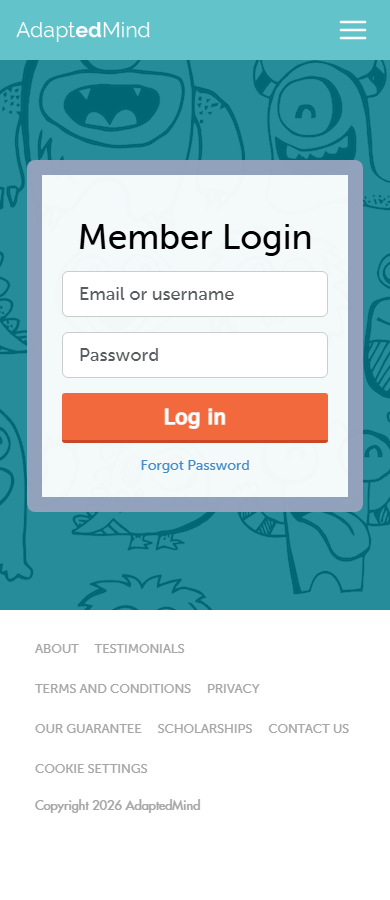 AdaptedMind
Member Login
Email or username
Password
Log in
Forgot Password
ABOUT TESTIMONIALS
TERMS AND CONDITIONS PRIVACY
OUR GUARANTEE SCHOLARSHIPS CONTACT US
COOKIE SETTINGS
Copyright 2026 AdaptedMind